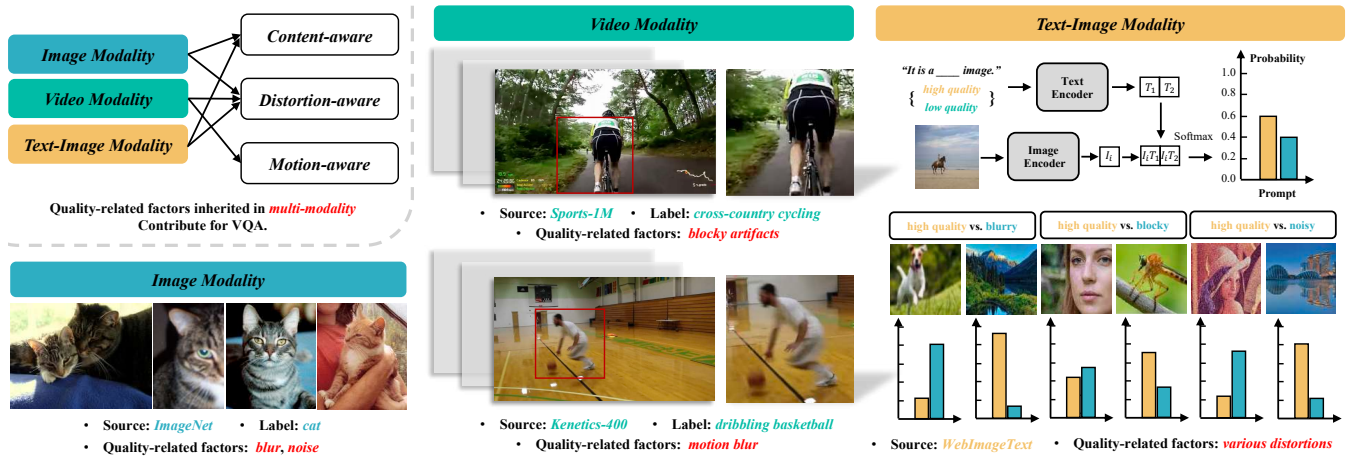 Image Modality
Video Modality
Text-Image Modality
Content-aware
Distortion-aware
Motion-aware
Quality-related factors inherited in multi-modality
Contribute for VQA.
Image Modality
• Source: ImageNet • Label: cat
• Quality-related factors: blur, noise
Video Modality
• Source: Sports-1M • Label: cross-country cycling
• Quality-related factors: blocky artifacts
• Source: Kenetics-400 • Label: dribbling basketball
• Quality-related factors: motion blur
Text-Image Modality
“It is a ____ image.”
{ high quality
low quality }
Text
Encoder
T1 T2
Image
Encoder
Ii
IiT1 IiT2
Softmax
Probability
1.0
0.8
0.6
0.4
0.2
0.0
Prompt
high quality vs. blurry
high quality vs. blocky
high quality vs. noisy
• Source: WebImageText • Quality-related factors: various distortions